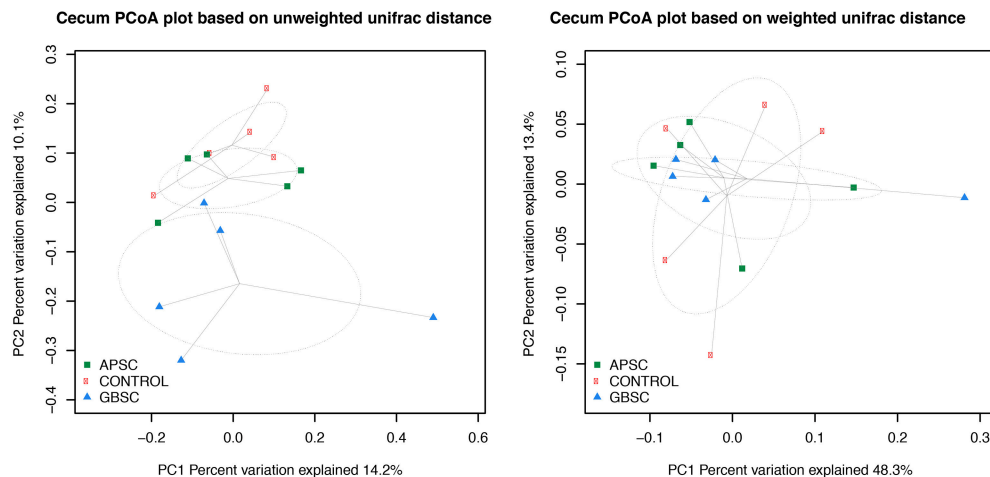 Cecum PCoA plot based on unweighted unifrac distance
PC2 Percent variation explained 10.1%
0.3
0.2
0.1
0.0
−0.1
−0.2
−0.3
−0.4
APSC
CONTROL
GBSC
−0.2 0.0 0.2 0.4 0.6
PC1 Percent variation explained 14.2%
Cecum PCoA plot based on weighted unifrac distance
PC2 Percent variation explained 13.4%
0.10
0.05
0.00
−0.05
−0.10
−0.15
APSC
CONTROL
GBSC
−0.1 0.0 0.1 0.2 0.3
PC1 Percent variation explained 48.3%